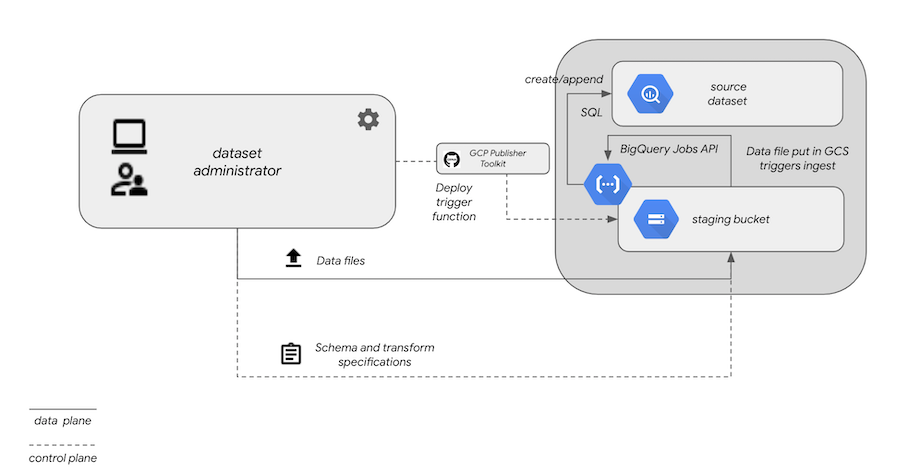 create/append
source
dataset
SQL
dataset
administrator
GCP Publisher
Toolkit
BigQuery Jobs API
Data file put in GCS
triggers ingest
Deploy
trigger
function
staging bucket
Data files
Schema and transform
specifications
data plane
control plane